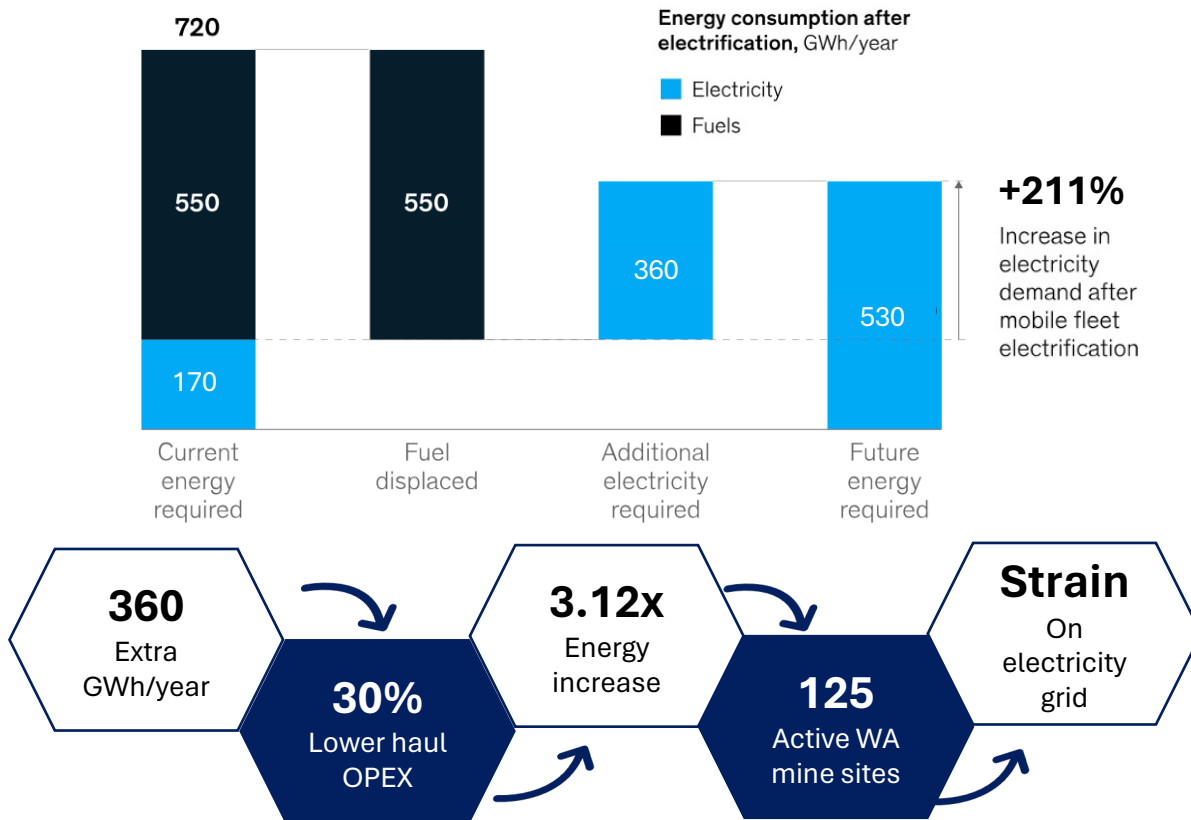 720
Energy consumption after
electrification, GWh/year
Electricity
Fuels
550
550
170
360
530
+211%
Increase in
electricity
demand after
mobile fleet
electrification
Current
energy
required
Fuel
displaced
Additional
electricity
required
Future
energy
required
360
Extra
GWh/year
30%
Lower haul
OPEX
3.12x
Energy
increase
125
Active WA
mine sites
Strain
On
electricity
grid